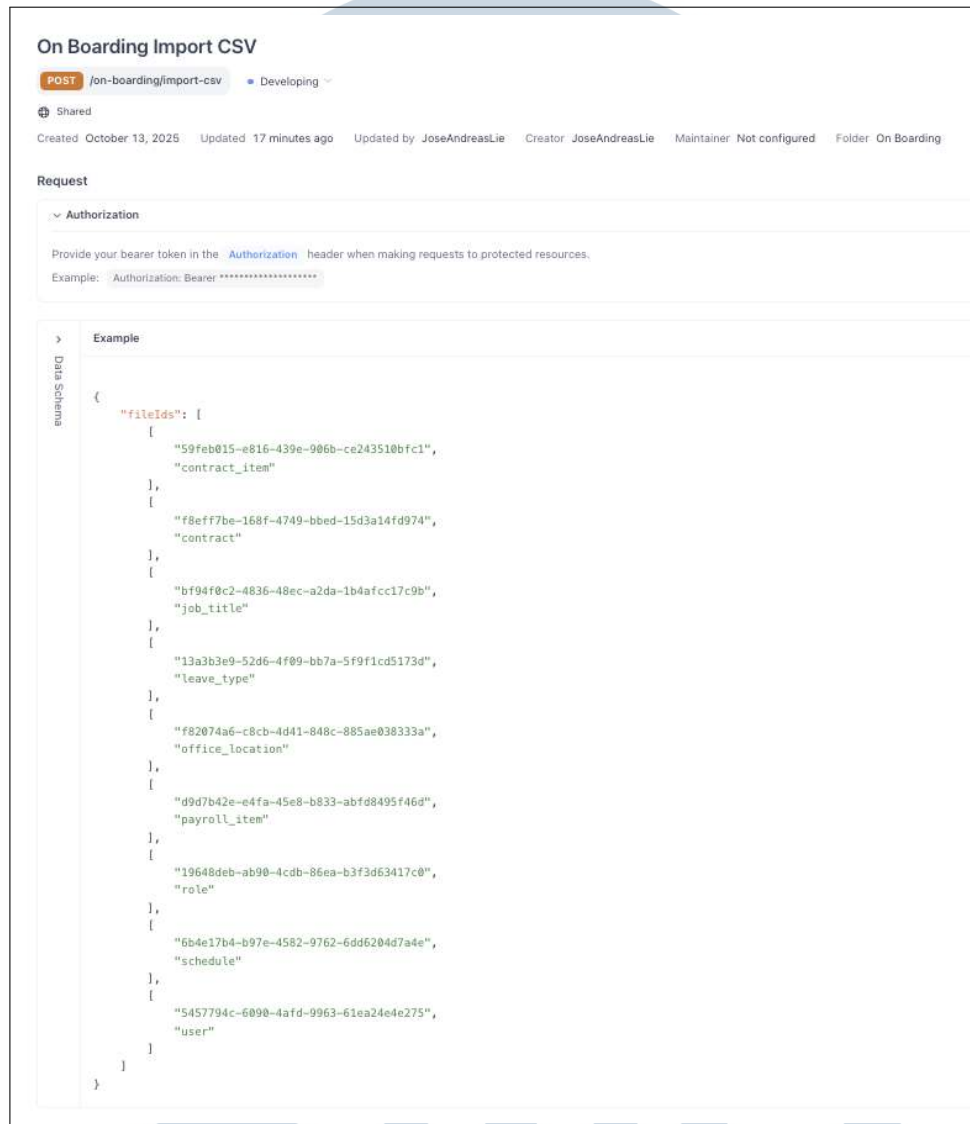 On Boarding Import CSV
POST /on-boarding/import-csv Developing
Shared
Created October 13, 2025 Updated 17 minutes ago Updated by JoseAndreasLie Creator JoseAndreasLie Maintainer Not configured Folder On Boarding
Request
Authorization
Provide your bearer token in the Authorization header when making requests to protected resources.
Example: Authorization: Bearer ********************
Example
Data Schema
{
"fileIds": [
[
"59feb015-e816-439e-906b-ce243510bfc1",
"contract_item"
],
[
"f8eff7be-168f-4749-bbed-15d3a14fd974",
"contract"
],
[
"bf94f0c2-4836-48ec-a2da-1b4afcc17c9b",
"job_title"
],
[
"13a3b3e9-52d6-4f09-bb7a-5f9f1cd5173d",
"leave_type"
],
[
"f82074a6-c8cb-4d41-848c-885ae038333a",
"office_location"
],
[
"d9d7b42e-e4fa-45e8-b833-abfd8495f46d",
"payroll_item"
],
[
"19648deb-ab90-4cdb-86ea-b3f3d63417c0",
"role"
],
[
"6b4e17b4-b97e-4582-9762-6dd6204d7a4e",
"schedule"
],
[
"5457794c-6090-4afd-9963-61ea24e4e275",
"user"
]
]
}